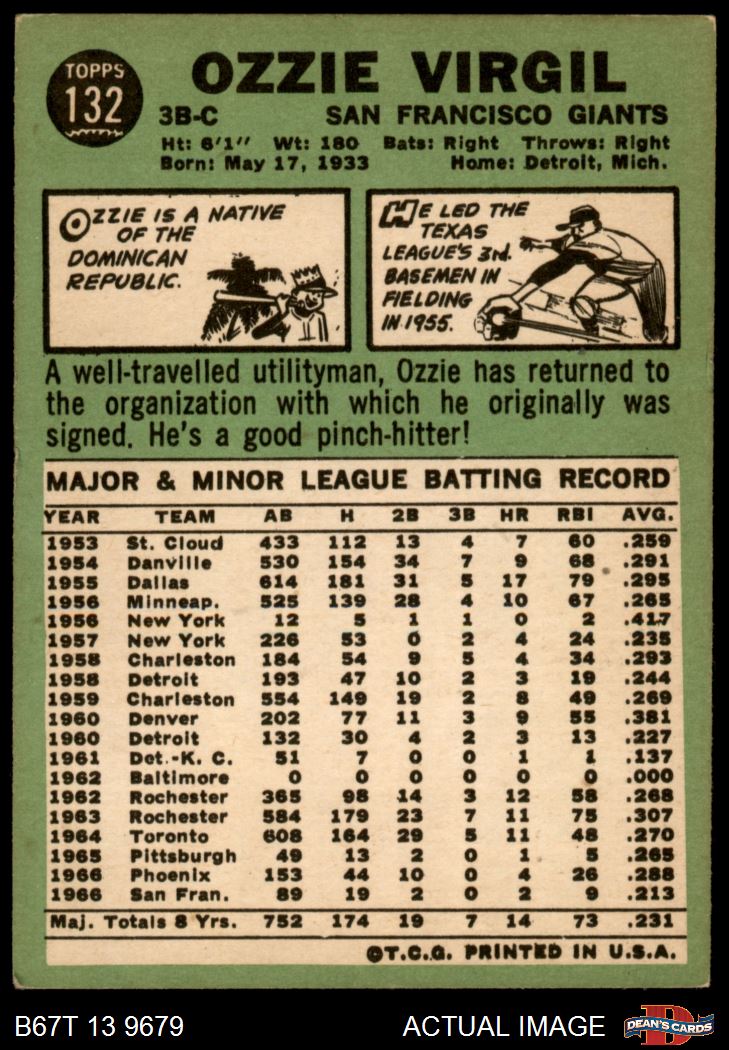 TOPPS
132
OZZIE VIRGIL
3B-C SAN FRANCISCO GIANTS
Ht: 6'1" Wt: 180 Bats: Right Throws: Right
Born: May 17, 1933 Home: Detroit, Mich.
OZZIE IS A NATIVE
OF THE
DOMINICAN
REPUBLIC.
HE LED THE
TEXAS
LEAGUE'S 3rd.
BASEMEN IN
FIELDING
IN 1955.
A well-travelled utilityman, Ozzie has returned to
the organization with which he originally was
signed. He's a good pinch-hitter!
MAJOR & MINOR LEAGUE BATTING RECORD
YEAR TEAM AB H 2B 3B HR RBI AVG.
1953 St. Cloud 433 112 13 4 7 60 .259
1954 Danville 530 154 34 7 9 68 .291
1955 Dallas 614 181 31 5 17 79 .295
1956 Minneap. 525 139 28 4 10 67 .265
1956 New York 12 5 1 1 0 2 .417
1957 New York 226 53 0 2 4 24 .235
1958 Charleston 184 54 9 5 4 34 .293
1958 Detroit 193 47 10 2 3 19 .244
1959 Charleston 554 149 19 2 8 49 .269
1960 Denver 202 77 11 3 9 55 .381
1960 Detroit 132 30 4 2 3 13 .227
1961 Det.-K. C. 51 7 0 0 1 1 .137
1962 Baltimore 0 0 0 0 0 0 .000
1962 Rochester 365 98 14 3 12 58 .268
1963 Rochester 584 179 23 7 11 75 .307
1964 Toronto 608 164 29 5 11 48 .270
1965 Pittsburgh 49 13 2 0 1 5 .265
1966 Phoenix 153 44 10 0 4 26 .288
1966 San Fran. 89 19 2 0 2 9 .213
Maj. Totals 8 Yrs. 752 174 19 7 14 73 .231
©T.C.G. PRINTED IN U.S.A.
B67T 13 9679 ACTUAL IMAGE
D
DEAN'S CARDS